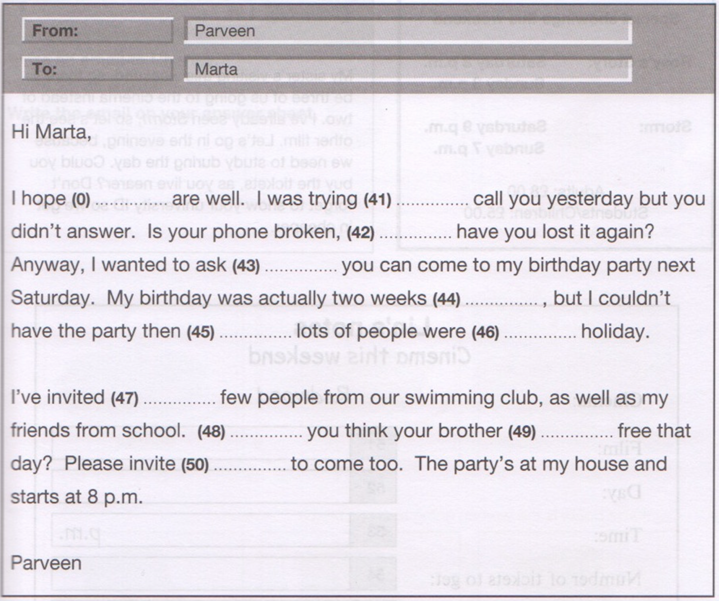 From: Parveen
To: Marta
Hi Marta,
I hope (0) .............. are well. I was trying (41) .............. call you yesterday but you
didn't answer. Is your phone broken, (42) .............. have you lost it again?
Anyway, I wanted to ask (43) .............. you can come to my birthday party next
Saturday. My birthday was actually two weeks (44) .............. , but I couldn't
have the party then (45) .............. lots of people were (46) .............. holiday.
I've invited (47) .............. few people from our swimming club, as well as my
friends from school. (48) .............. you think your brother (49) .............. free that
day? Please invite (50) .............. to come too. The party's at my house and
starts at 8 p.m.
Parveen